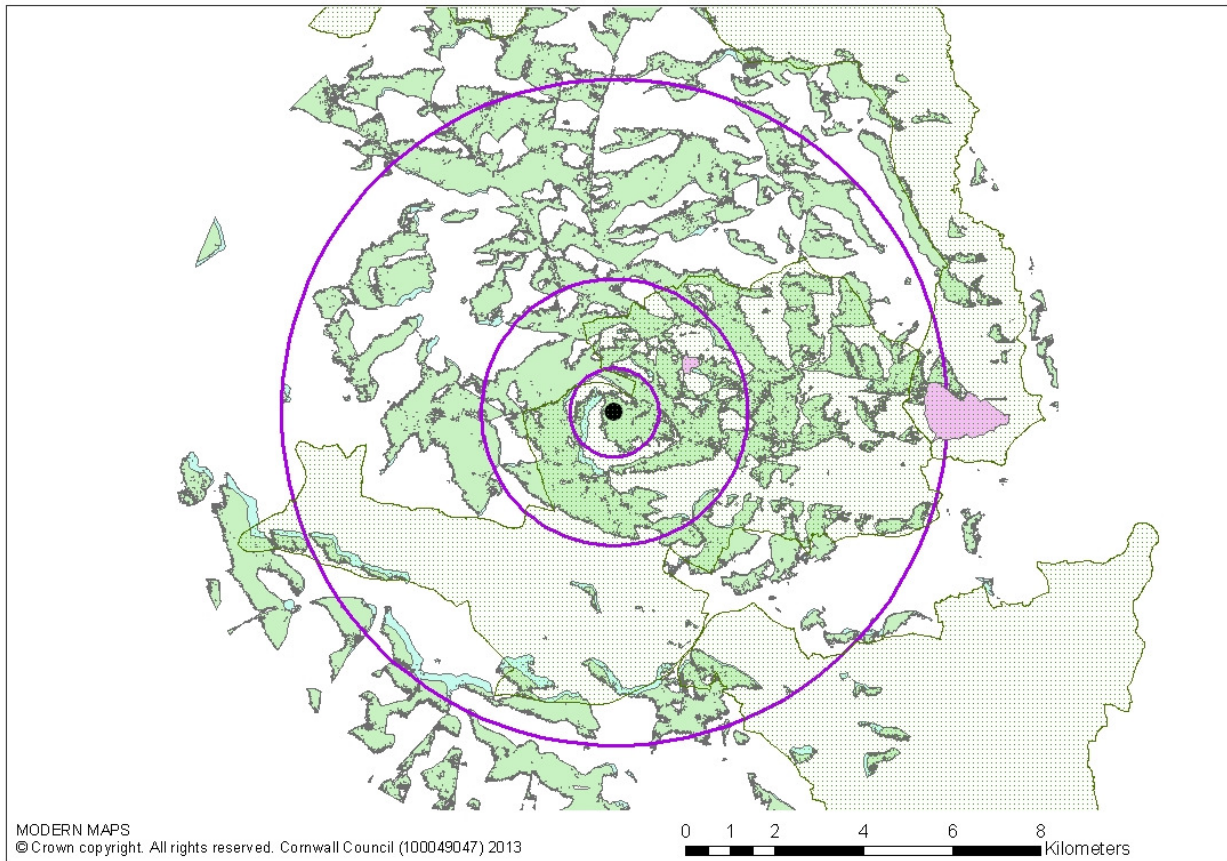 MODERN MAPS
© Crown copyright. All rights reserved. Cornwall Council (100049047) 2013
0 1 2 4 6 8
Kilometers